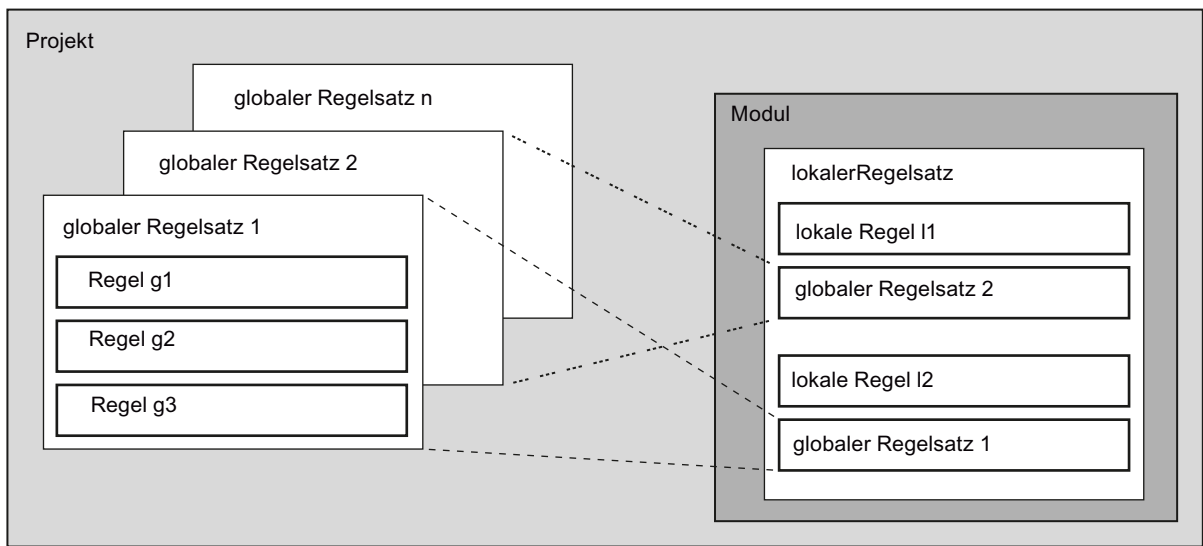 Projekt
globaler Regelsatz n
globaler Regelsatz 2
globaler Regelsatz 1
Regel g1
Regel g2
Regel g3
Modul
lokalerRegelsatz
lokale Regel l1
globaler Regelsatz 2
lokale Regel l2
globaler Regelsatz 1